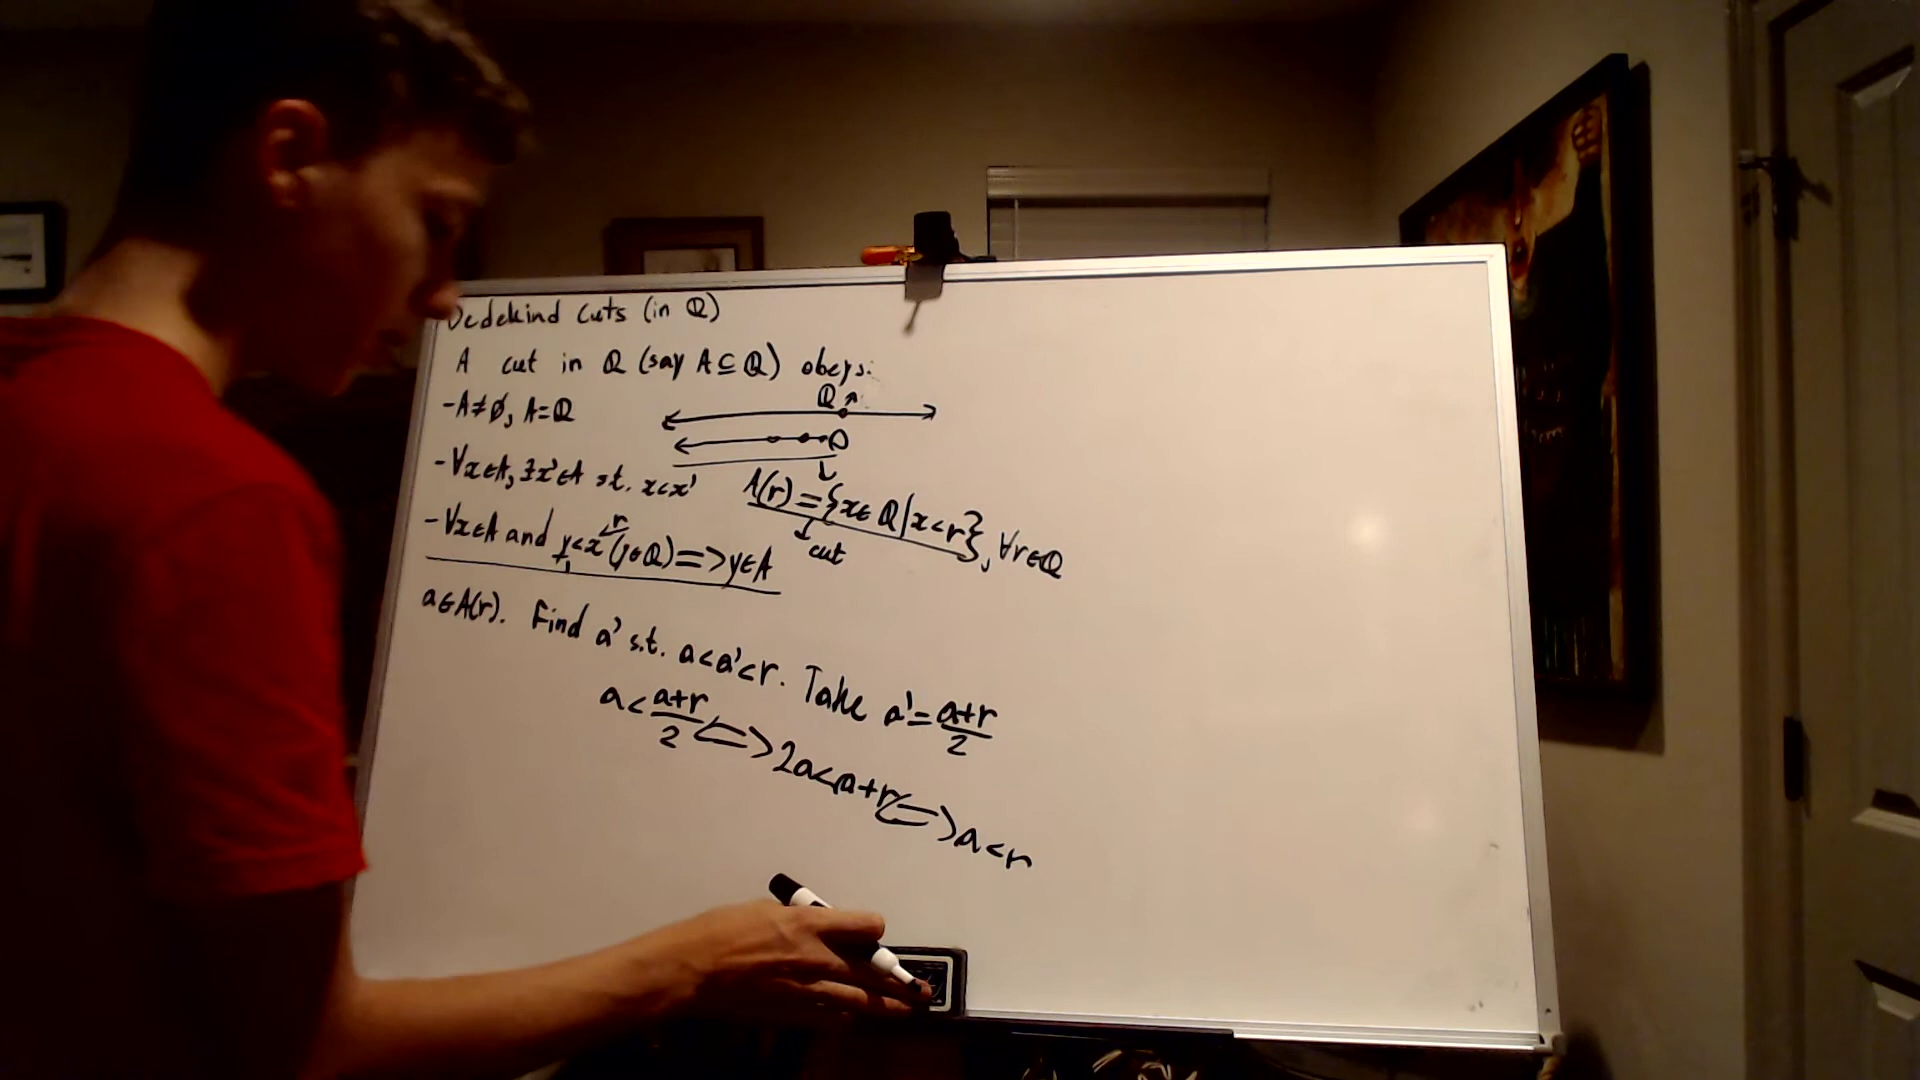 Dedekind cuts (in ℚ)
A cut in ℚ (say A ⊆ ℚ) obeys:
-A≠∅, A=ℚ
ℚ r
-∀x∈A, ∃x'∈A s.t. x<x'
A(r) = {x∈ℚ|x<r}, ∀r∈ℚ
cut
-∀x∈A and y<x<r (y∈ℚ) => y∈A
a∈A(r). Find a' s.t. a<a'<r. Take a' = (a+r)/2
a < (a+r)/2 <=> 2a<a+r <=> a<r